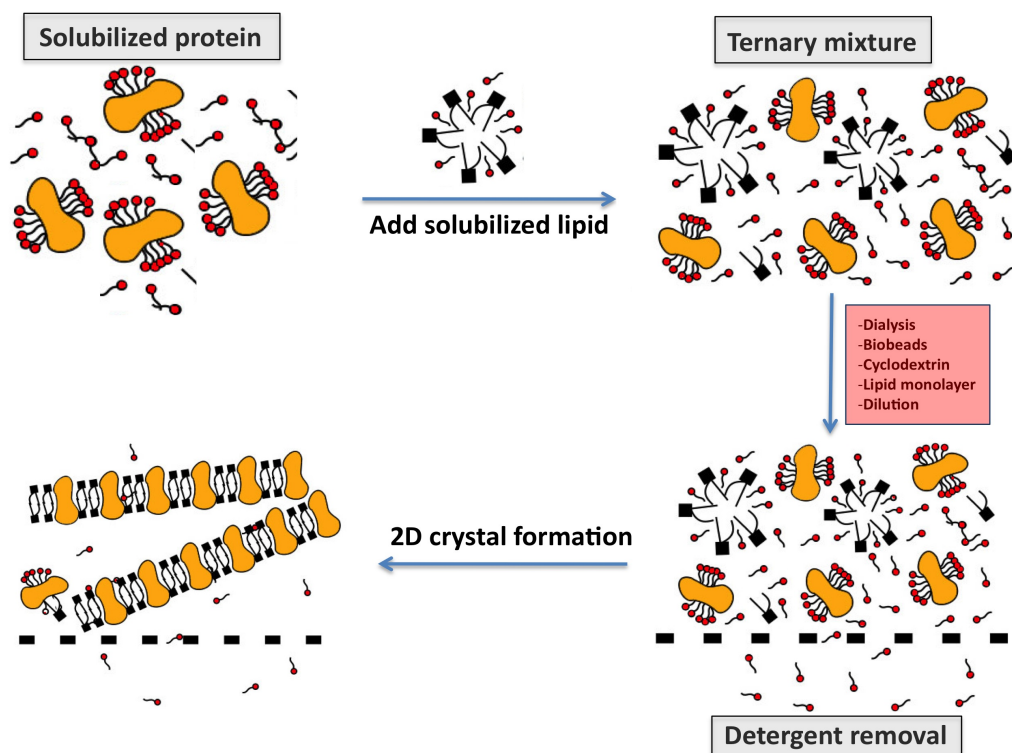 Solubilized protein
Ternary mixture
Add solubilized lipid
-Dialysis
-Biobeads
-Cyclodextrin
-Lipid monolayer
-Dilution
2D crystal formation
Detergent removal